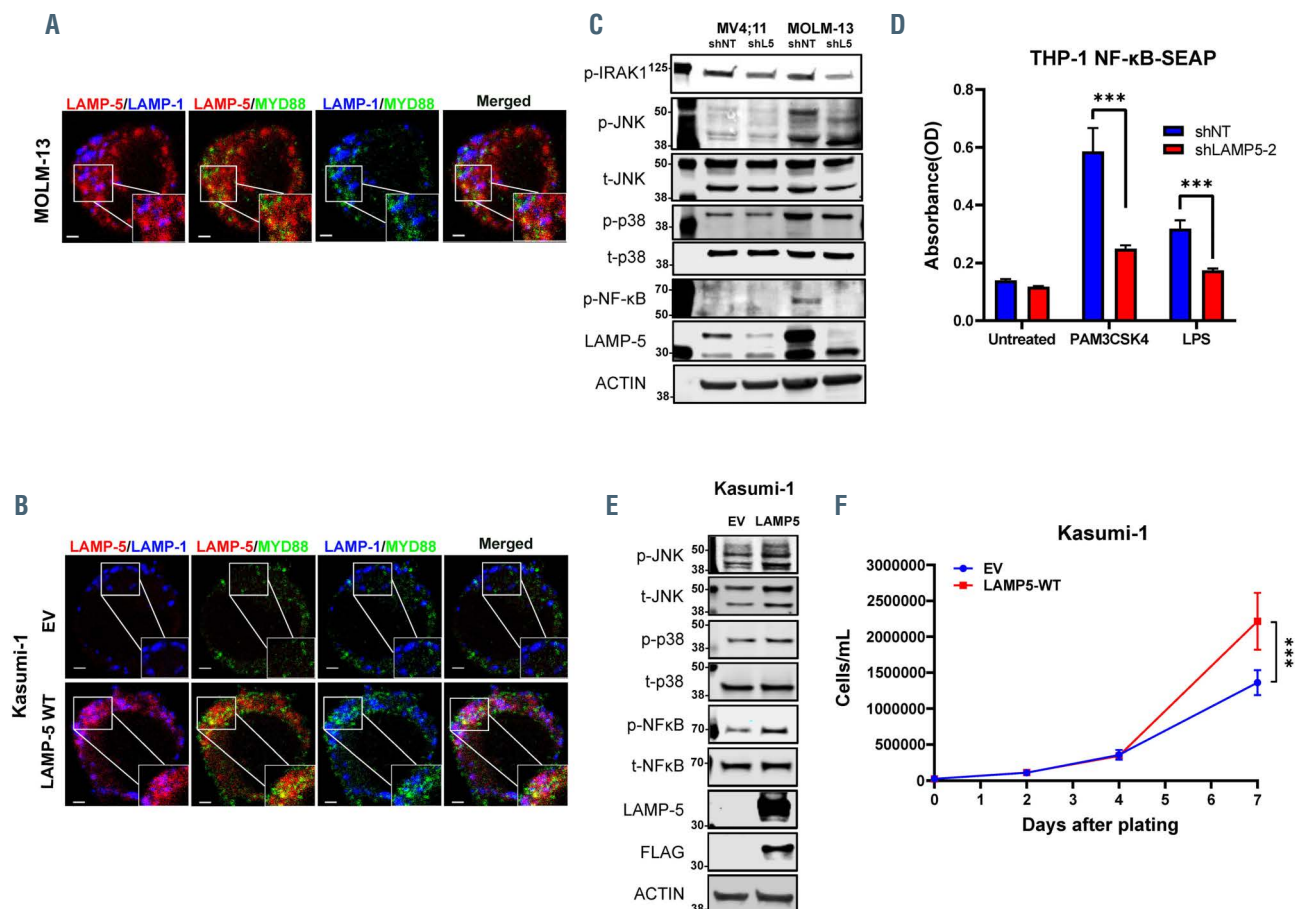 A
LAMP-5/LAMP-1 LAMP-5/MYD88 LAMP-1/MYD88 Merged
MOLM-13
C
MV4;11 MOLM-13
shNT shL5 shNT shL5
p-IRAK1 125
p-JNK 50 38
t-JNK 50 38
p-p38 38
t-p38 38
p-NF-κB 70 50
LAMP-5 30
ACTIN 38
D
THP-1 NF-κB-SEAP
Absorbance(OD)
0.8
0.6
0.4
0.2
0.0
*** ***
shNT
shLAMP5-2
Untreated PAM3CSK4 LPS
B
LAMP-5/LAMP-1 LAMP-5/MYD88 LAMP-1/MYD88 Merged
Kasumi-1
EV
LAMP-5 WT
E
Kasumi-1
EV LAMP5
p-JNK 50 38
t-JNK 50 38
p-p38 50 38
t-p38 50 38
p-NFκB 70
t-NFκB 70
LAMP-5 30
FLAG 30
ACTIN 38
F
Kasumi-1
EV
LAMP5-WT
Cells/mL
3000000
2500000
2000000
1500000
1000000
500000
0
***
0 1 2 3 4 5 6 7
Days after plating